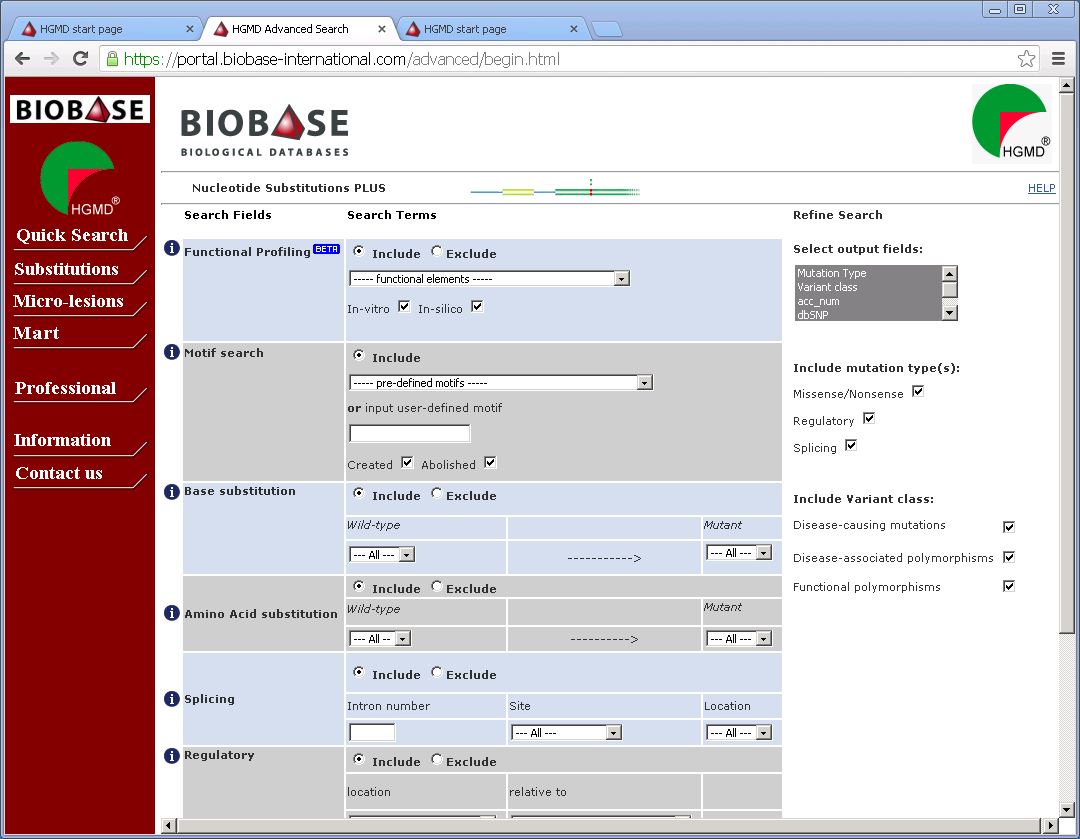 HGMD start page
HGMD Advanced Search
HGMD start page
https://portal.biobase-international.com/advanced/begin.html
BIOBASE
HGMD®
Quick Search
Substitutions
Micro-lesions
Mart
Professional
Information
Contact us
BIOBASE
BIOLOGICAL DATABASES
HGMD®
Nucleotide Substitutions PLUS
HELP
Search Fields
Search Terms
Refine Search
Functional Profiling BETA
Include Exclude
----- functional elements -----
In-vitro In-silico
Select output fields:
Mutation Type
Variant class
acc_num
dbSNP
Motif search
Include
----- pre-defined motifs -----
or input user-defined motif
Created Abolished
Include mutation type(s):
Missense/Nonsense
Regulatory
Splicing
Base substitution
Include Exclude
Wild-type
Mutant
--- All ---
----------->
--- All ---
Include Variant class:
Disease-causing mutations
Disease-associated polymorphisms
Functional polymorphisms
Amino Acid substitution
Include Exclude
Wild-type
Mutant
--- All --
---------->
--- All ---
Splicing
Include Exclude
Intron number
Site
Location
--- All ---
--- All ---
Regulatory
Include Exclude
location
relative to